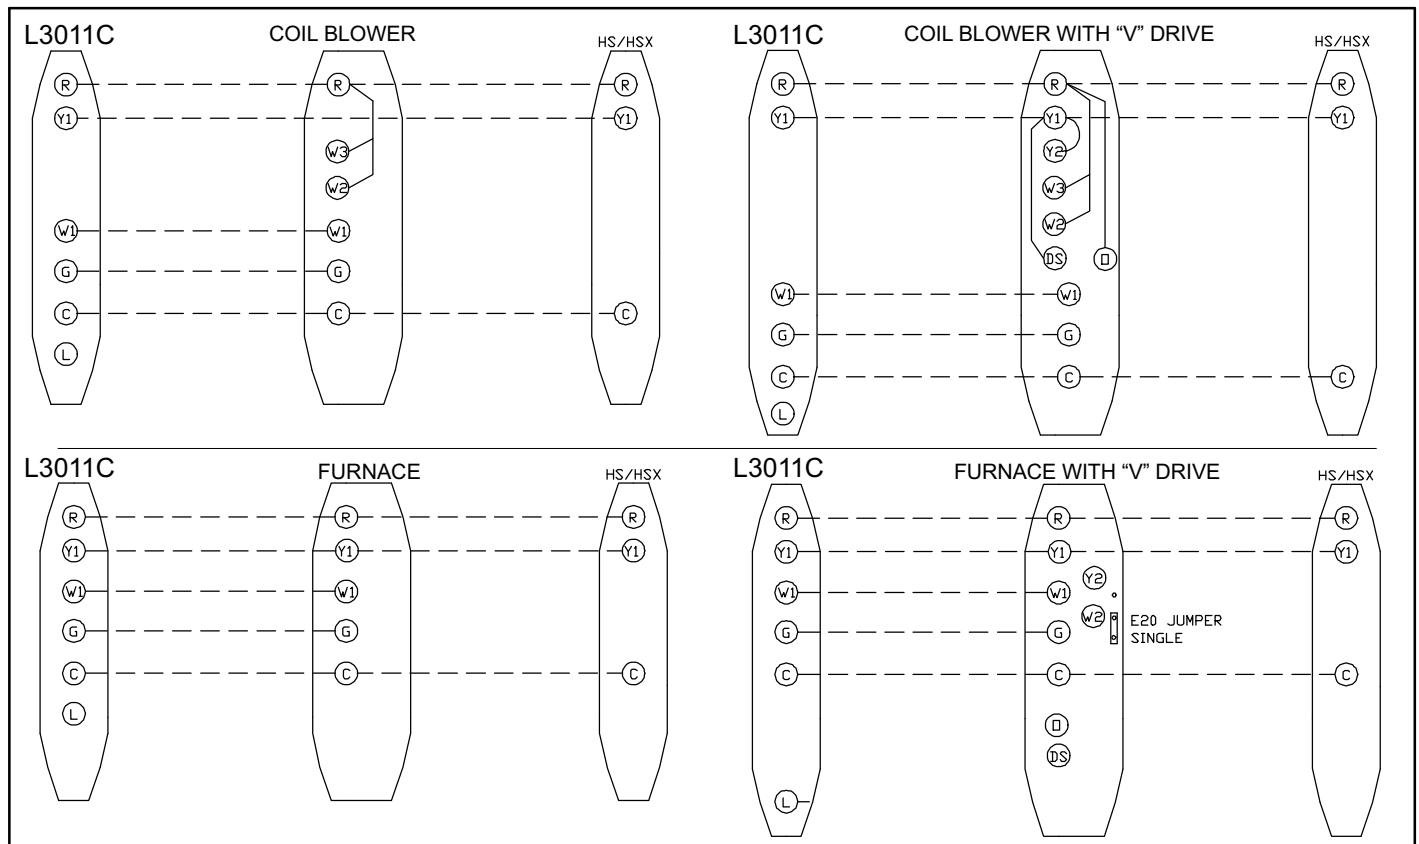 L3011C COIL BLOWER HS/HSX
R R R
Y1 Y1
W3
W2
W1 W1
G G
C C C
L
L3011C COIL BLOWER WITH “V” DRIVE HS/HSX
R R R
Y1 Y1 Y1
Y2
W3
W2
DS O
W1 W1
G G
C C C
L
L3011C FURNACE HS/HSX
R R R
Y1 Y1 Y1
W1 W1
G G
C C C
L
L3011C FURNACE WITH “V” DRIVE HS/HSX
R R R
Y1 Y1 Y1
Y2
W1 W1
W2 E20 JUMPER
G G SINGLE
C C C
O
DS
L